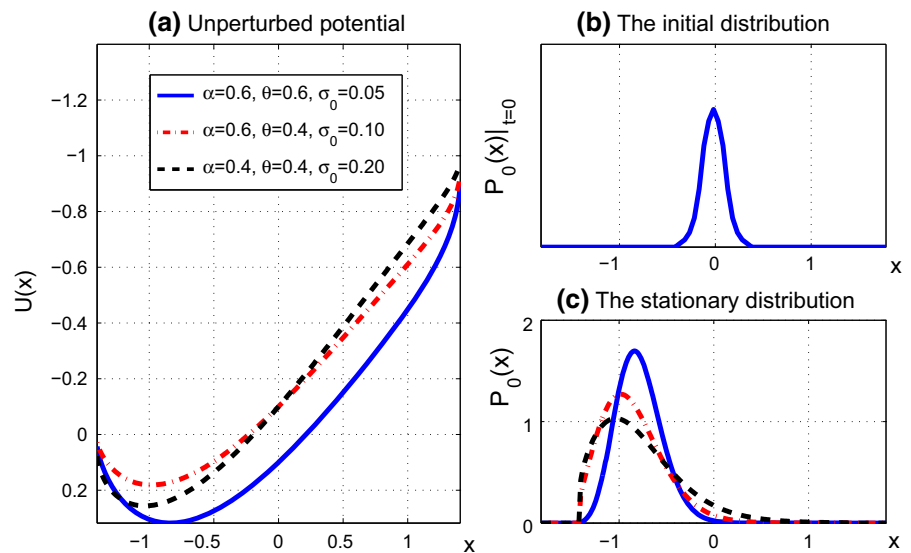 (a) Unperturbed potential
−1.2
−1
−0.8
−0.6
−0.4
−0.2
0
0.2
U(x)
−1
−0.5
0
0.5
1
x
α=0.6, θ=0.6, σ0=0.05
α=0.6, θ=0.4, σ0=0.10
α=0.4, θ=0.4, σ0=0.20
(b) The initial distribution
P0(x)|t=0
−1
0
1
x
(c) The stationary distribution
P0(x)
2
1
0
−1
0
1
x